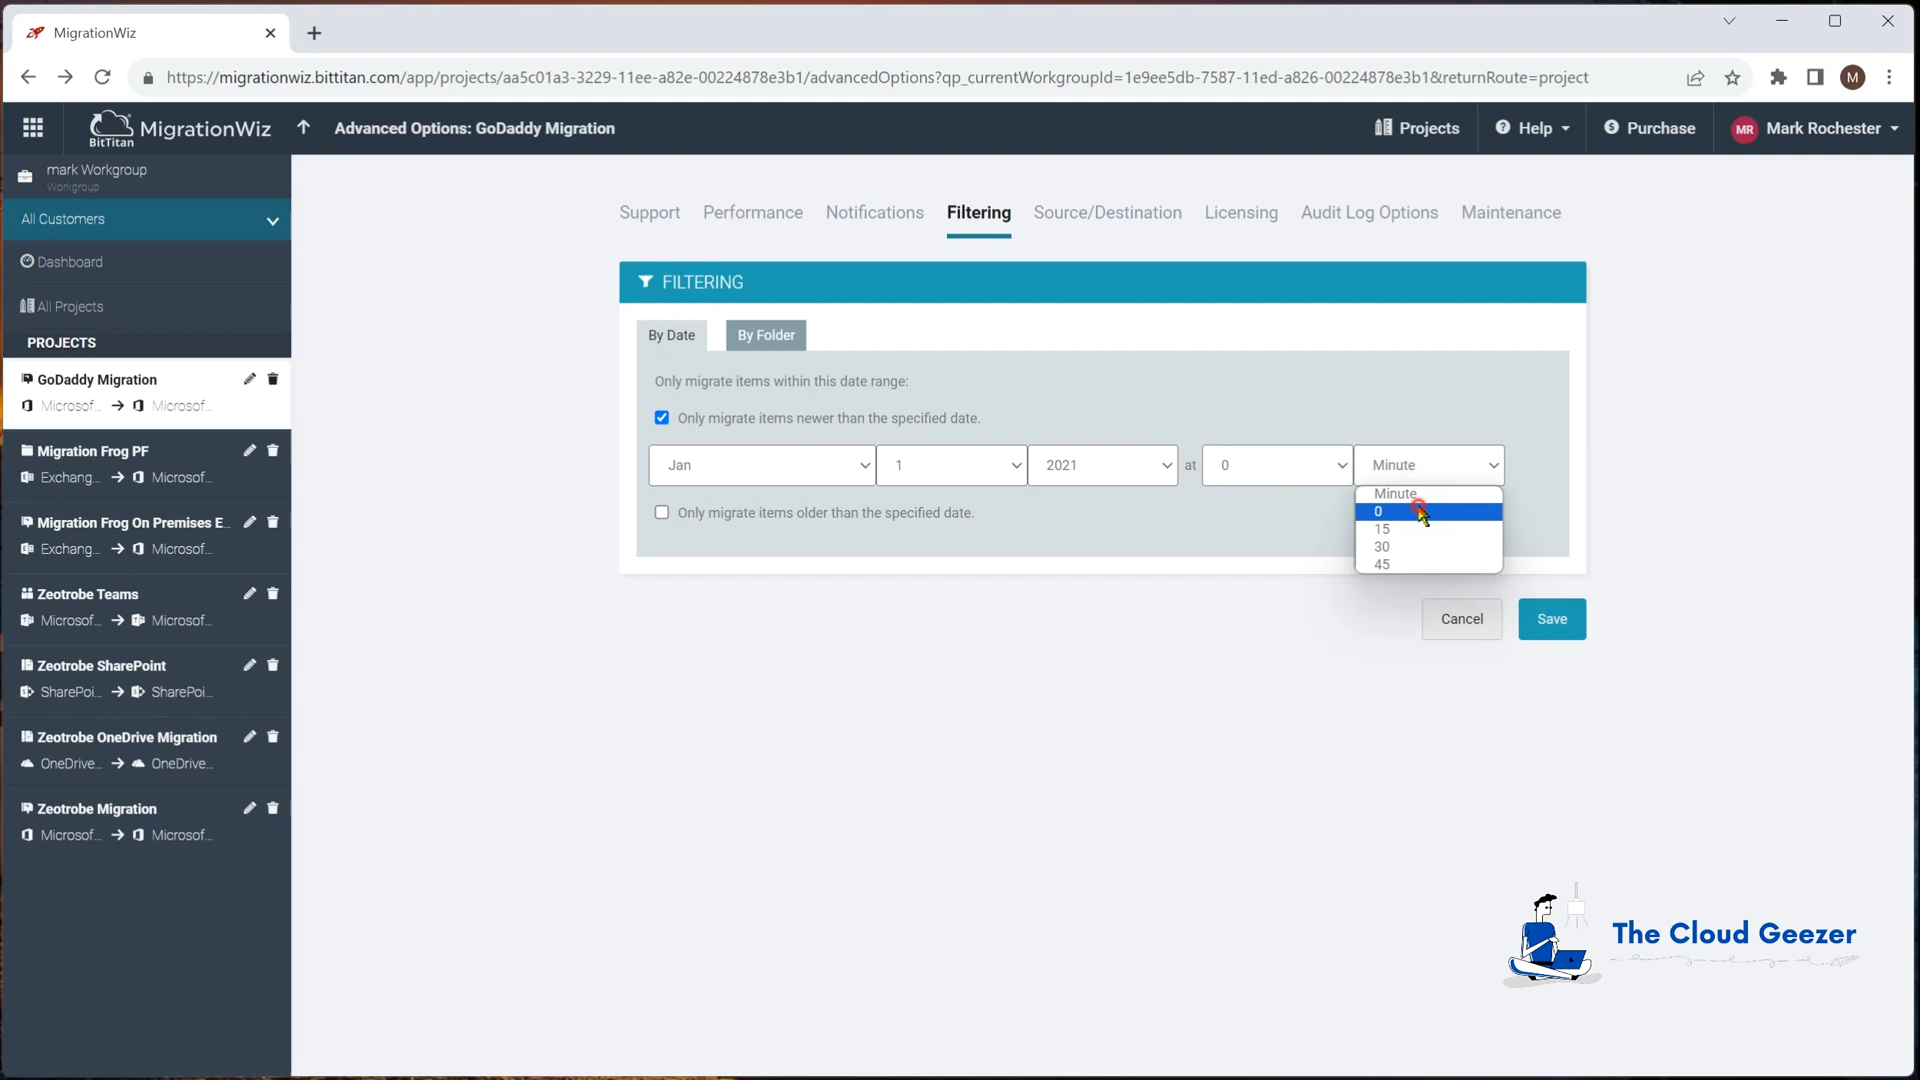 MigrationWiz
https://migrationwiz.bittitan.com/app/projects/aa5c01a3-3229-11ee-a82e-00224878e3b1/advancedOptions?qp_currentWorkgroupId=1e9ee5db-7587-11ed-a826-00224878e3b1&returnRoute=project
M
BitTitan MigrationWiz
Advanced Options: GoDaddy Migration
Projects
Help
Purchase
MR Mark Rochester
mark Workgroup
Workgroup
All Customers
Dashboard
All Projects
PROJECTS
GoDaddy Migration
Microsof... Microsof...
Migration Frog PF
Exchang... Microsof...
Migration Frog On Premises E...
Exchang... Microsof...
Zeotrobe Teams
Microsof... Microsof...
Zeotrobe SharePoint
SharePoi... SharePoi...
Zeotrobe OneDrive Migration
OneDrive... OneDrive...
Zeotrobe Migration
Microsof... Microsof...
Support Performance Notifications Filtering Source/Destination Licensing Audit Log Options Maintenance
FILTERING
By Date By Folder
Only migrate items within this date range:
Only migrate items newer than the specified date.
Jan 1 2021 at 0 Minute
Minute
0
15
30
45
Only migrate items older than the specified date.
Cancel Save
The Cloud Geezer